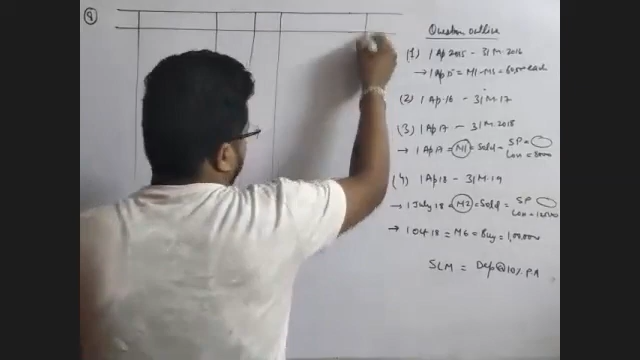 8
Question outline
(1) 1 Ap 2015 - 31 M. 2016
→ 1 Ap 15 = M1 - M5 = 60,000 each
(2) 1 Ap. 16 - 31 M. 17
(3) 1 Ap 17 - 31 M. 2018
→ 1 Ap 17 = M1 = Sold - SP =
Loss = 8000
(4) 1 Ap 18 - 31 M. 19
→ 1 July 18 = M2 = Sold = SP
Loss = 12000
→ 1 Oct 18 = M6 = Buy = 1,00,000
SLM = Dep @ 10% PA